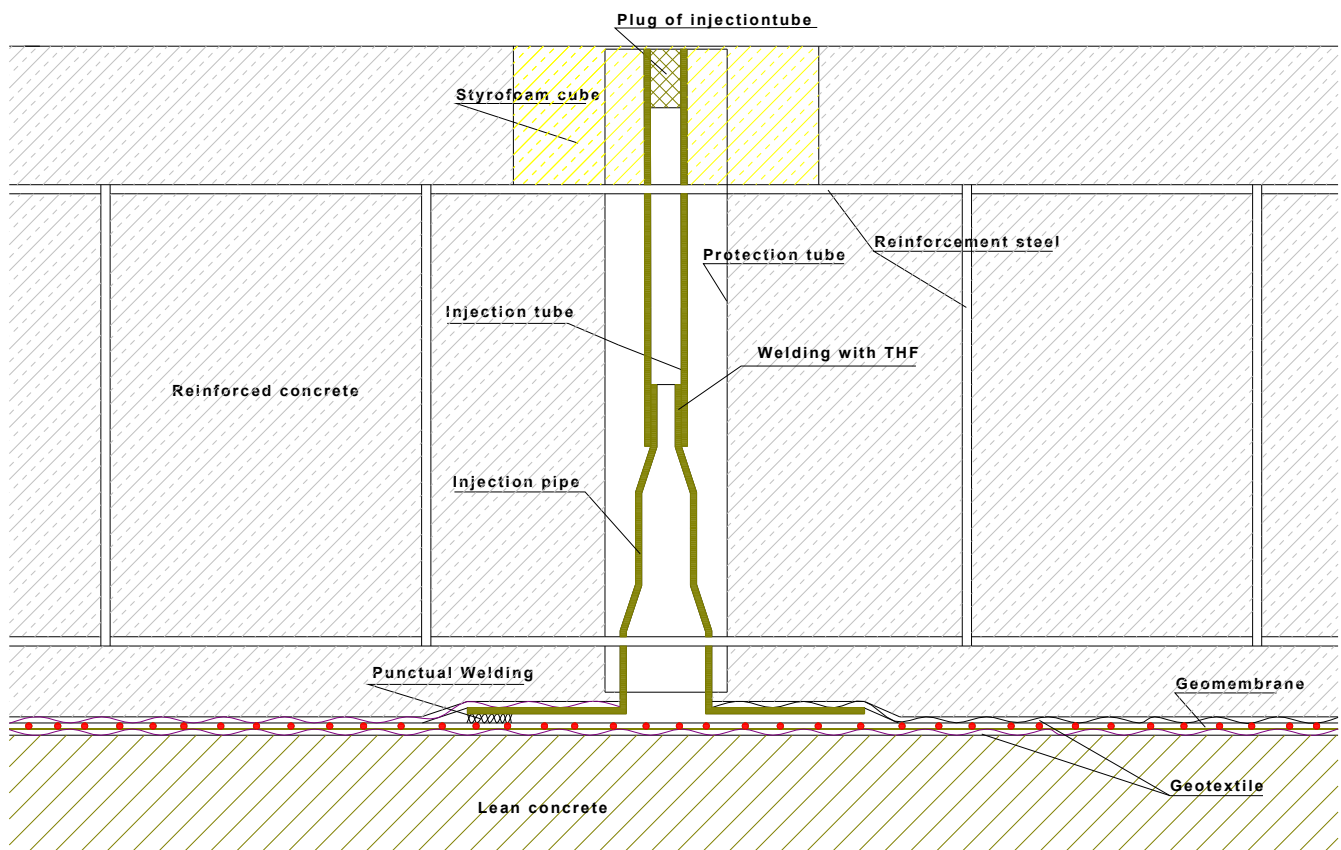 Plug of injectiontube
Styrofoam cube
Reinforcement steel
Protection tube
Injection tube
Welding with THF
Reinforced concrete
Injection pipe
Punctual Welding
Geomembrane
Geotextile
Lean concrete